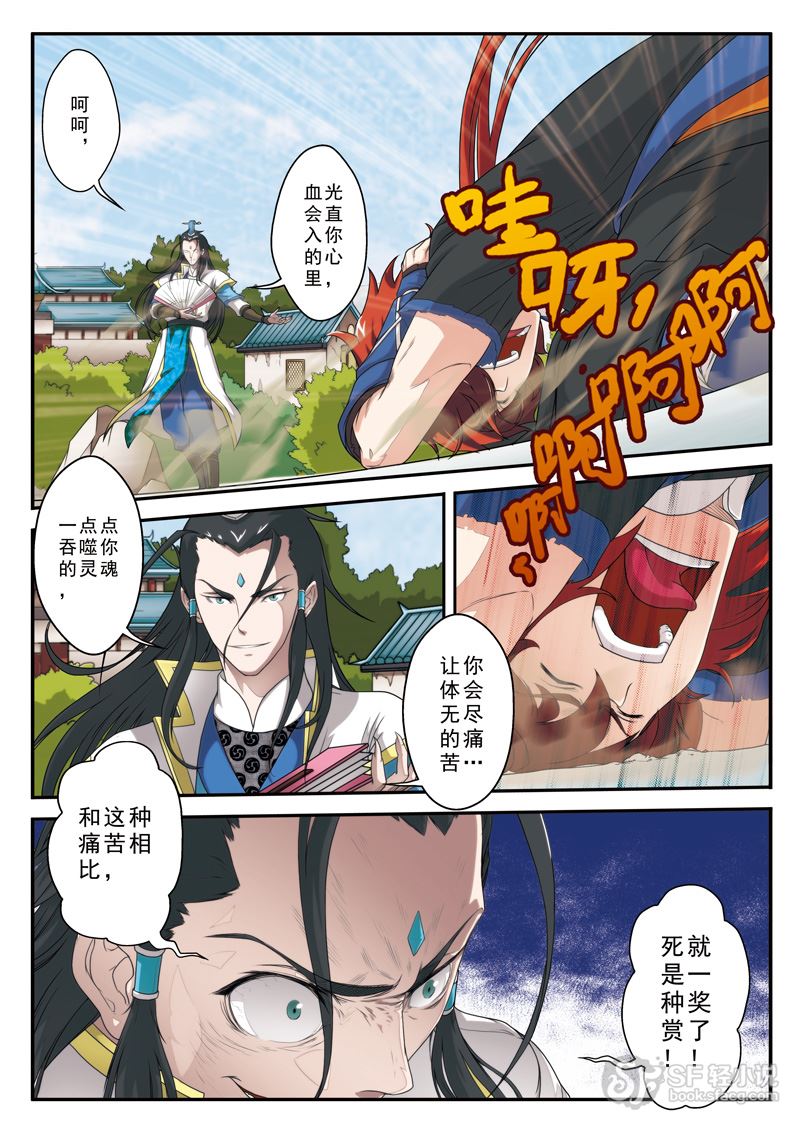 呵
呵，
血光
会直
入你
的心
里，
哇呀，
啊啊啊啊啊~
一点点
吞噬你
的灵魂
，
让你
体会
无尽
的痛
苦…
和这种
痛苦相
比，
死就
是一
种奖
赏了
！！
SF轻小说
book.sfacg.com